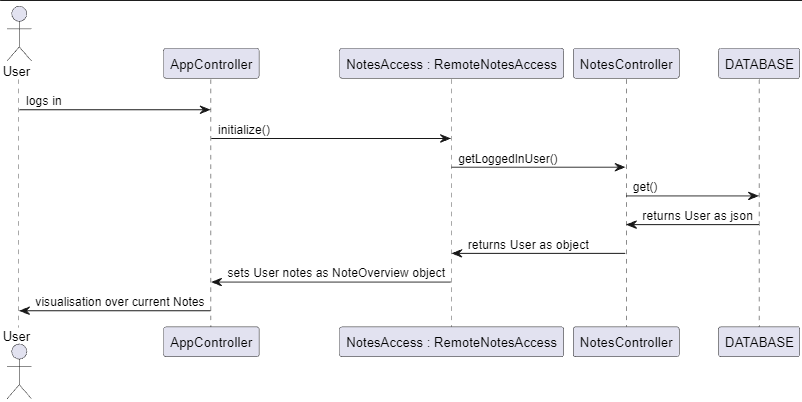 User
AppController
NotesAccess : RemoteNotesAccess
NotesController
DATABASE
logs in
initialize()
getLoggedInUser()
get()
returns User as json
returns User as object
sets User notes as NoteOverview object
visualisation over current Notes
User
AppController
NotesAccess : RemoteNotesAccess
NotesController
DATABASE